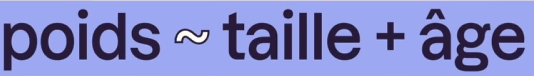 poids ~ taille + âge